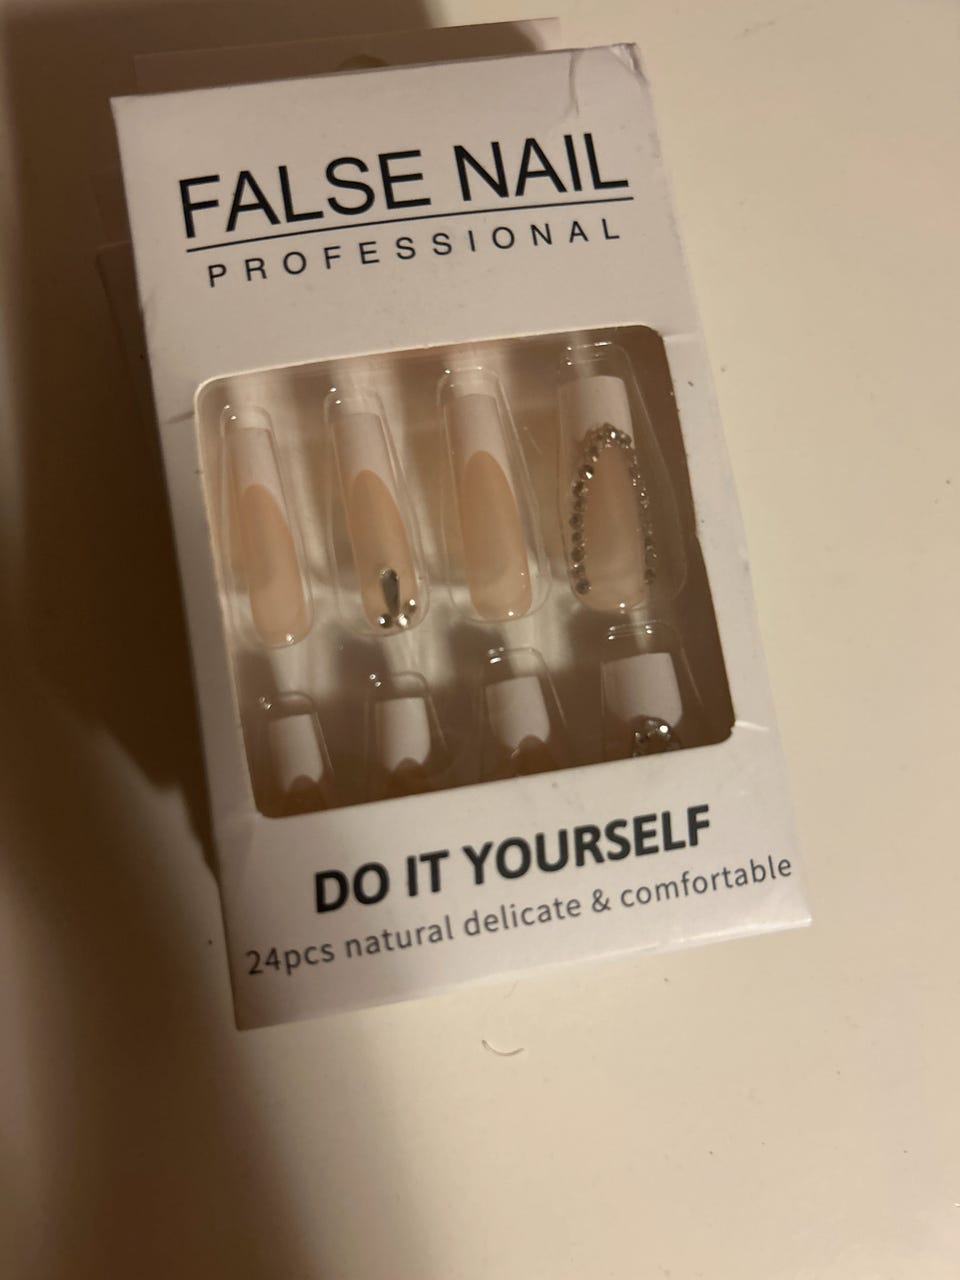 FALSE NAIL
PROFESSIONAL
DO IT YOURSELF
24pcs natural delicate & comfortable